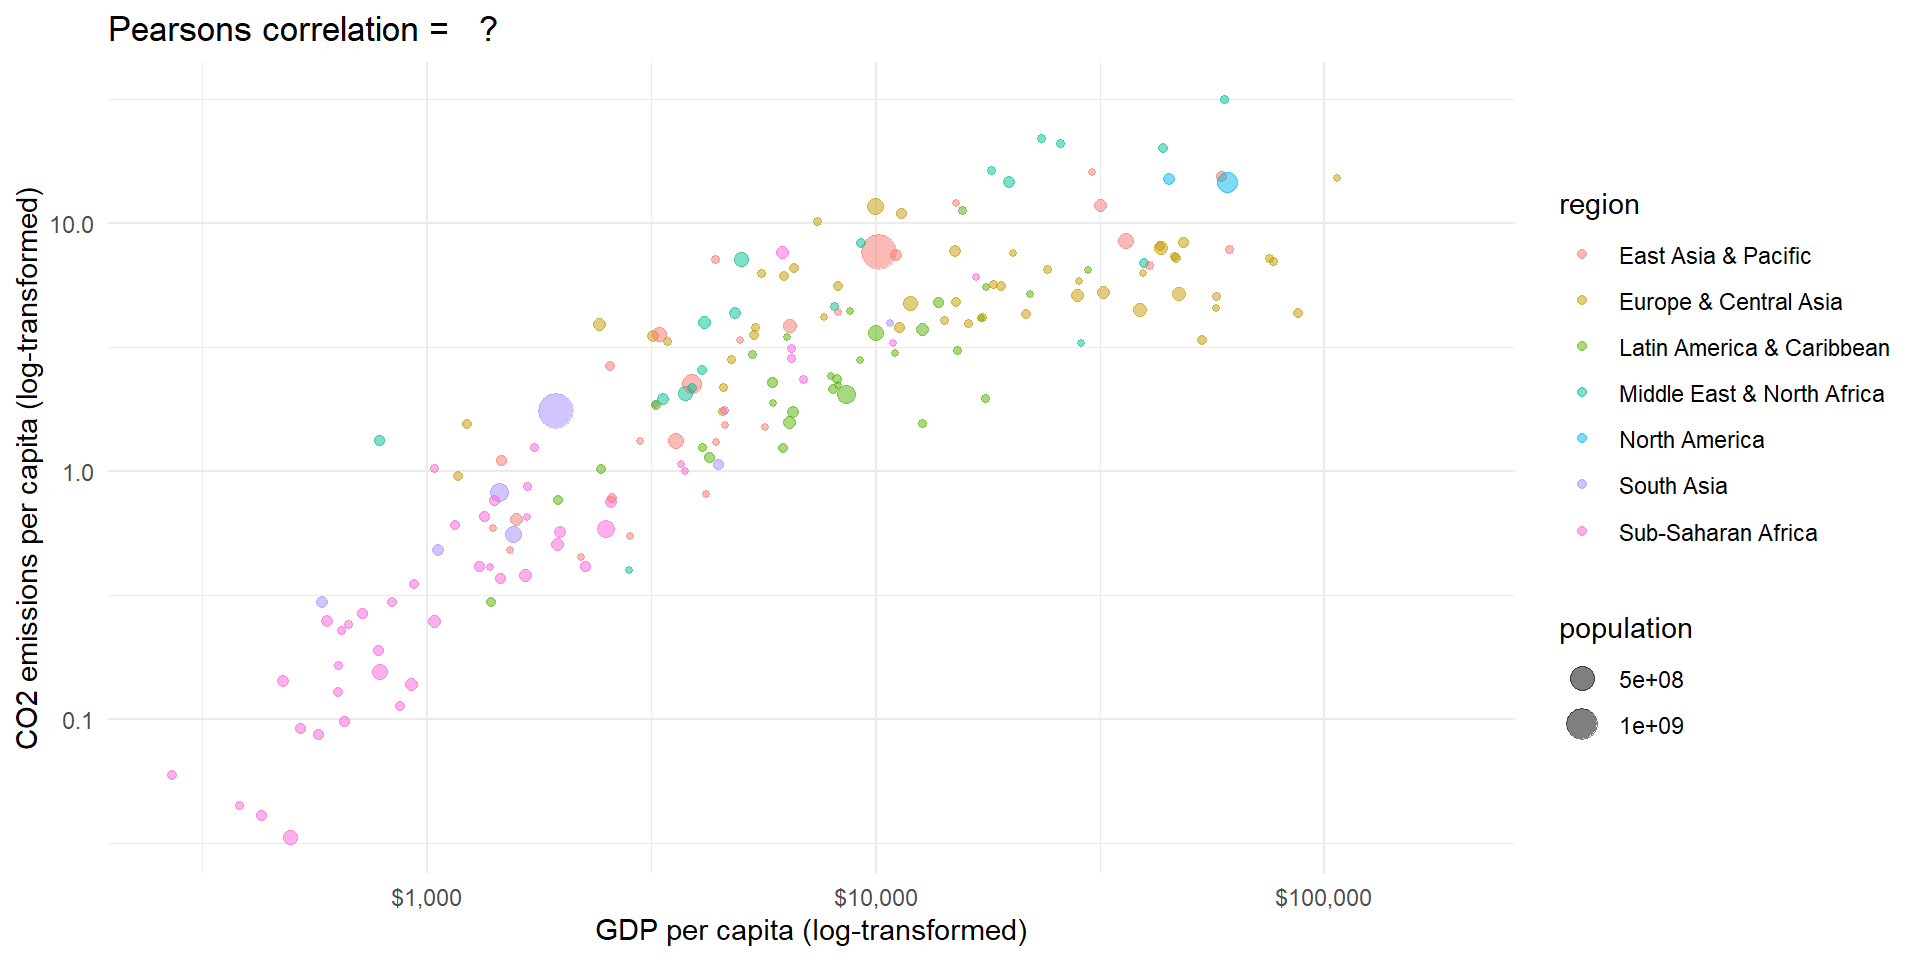 Pearsons correlation = ?
CO2 emissions per capita (log-transformed)
10.0
1.0
0.1
$1,000
$10,000
$100,000
GDP per capita (log-transformed)
region
East Asia & Pacific
Europe & Central Asia
Latin America & Caribbean
Middle East & North Africa
North America
South Asia
Sub-Saharan Africa
population
5e+08
1e+09